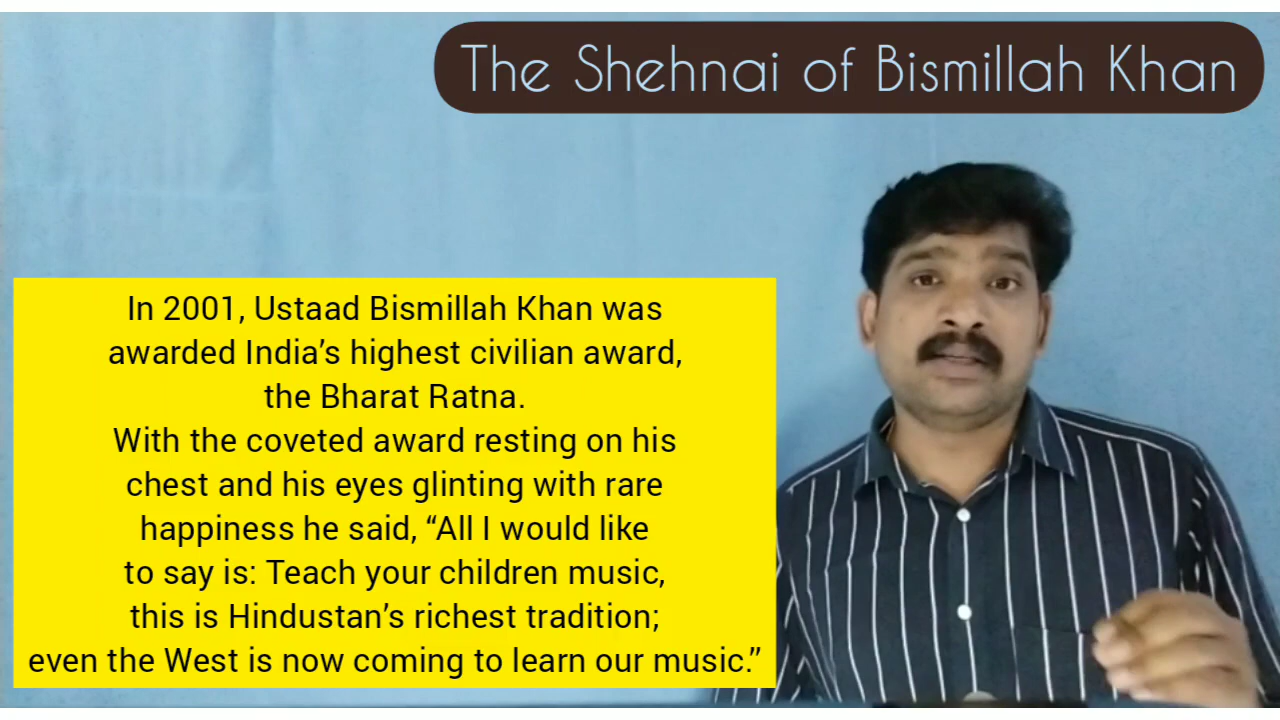 The Shehnai of Bismillah Khan
In 2001, Ustaad Bismillah Khan was
awarded India’s highest civilian award,
the Bharat Ratna.
With the coveted award resting on his
chest and his eyes glinting with rare
happiness he said, “All I would like
to say is: Teach your children music,
this is Hindustan’s richest tradition;
even the West is now coming to learn our music.”